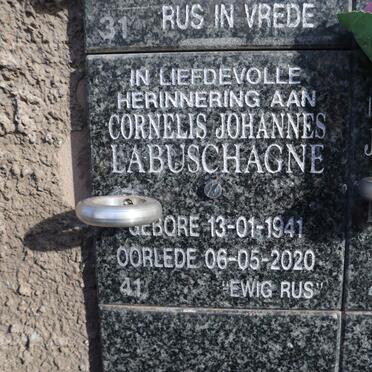 31 RUS IN VREDE
IN LIEFDEVOLLE
HERINNERING AAN
CORNELIS JOHANNES
LABUSCHAGNE
GEBORE 13-01-1941
OORLEDE 06-05-2020
41 "EWIG RUS"